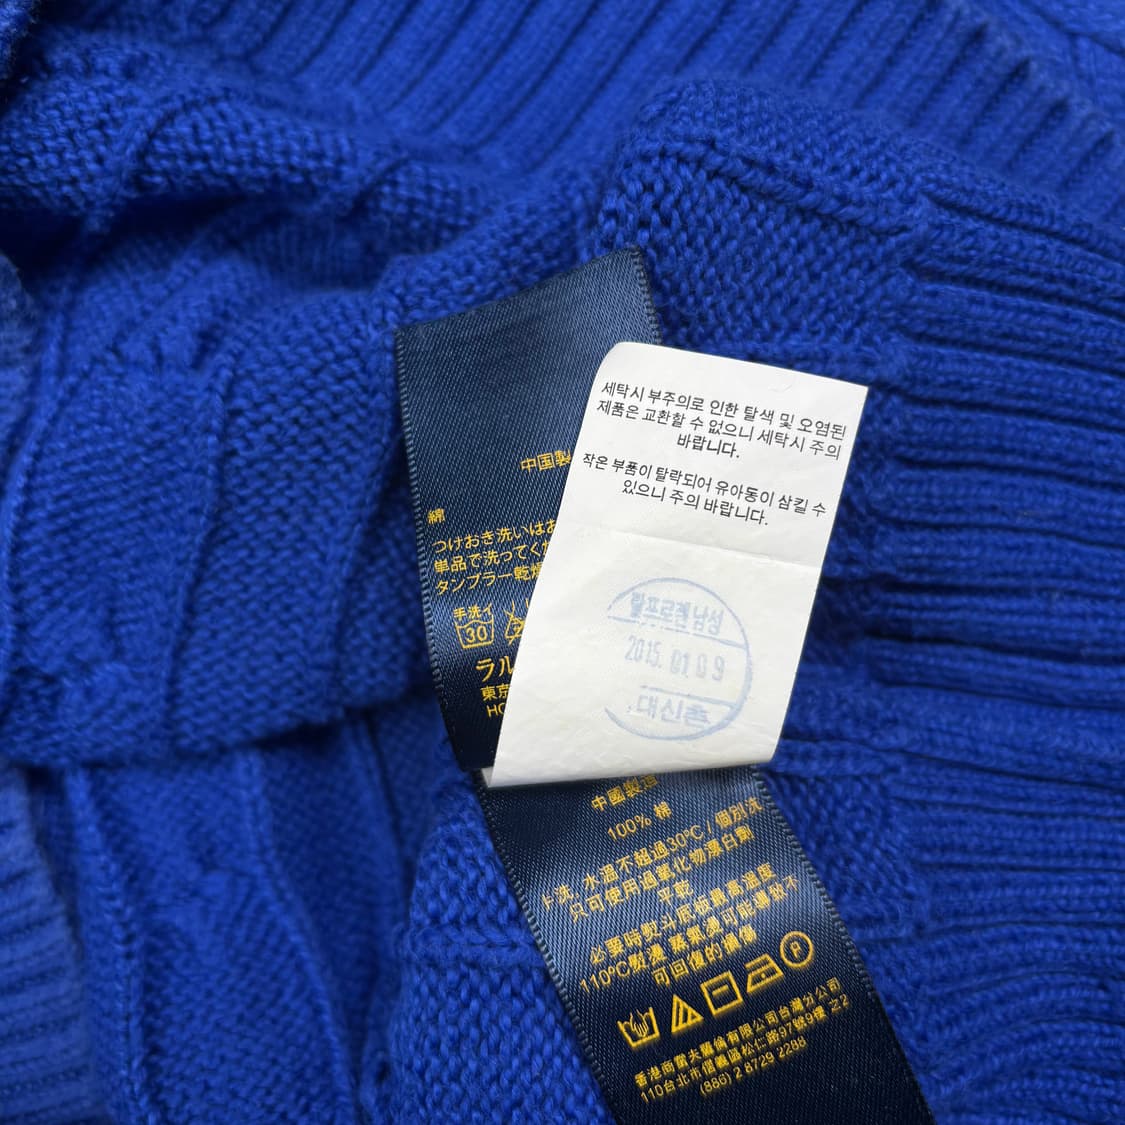 中国製
綿
つけおき洗いはお
単品で洗ってく
タンブラー乾燥
手洗イ
30
ラル
東京
HO
세탁시 부주의로 인한 탈색 및 오염된
제품은 교환할 수 없으니 세탁시 주의
바랍니다.
작은 부품이 탈락되어 유아동이 삼킬 수
있으니 주의 바랍니다.
랄프로렌 남성
2015. 01. 09
대신촌
中國製造
100% 棉
手洗 水溫不超過30°C / 個別洗
只可使用過氧化物漂白劑
平乾
必要時熨斗底板最高溫度
110°C熨燙 蒸氣燙可能導致不
可回復的損傷
P
香港商雷夫羅倫有限公司台灣分公司
110台北市信義區松仁路97號9樓 之2
(886) 2 8729 2288